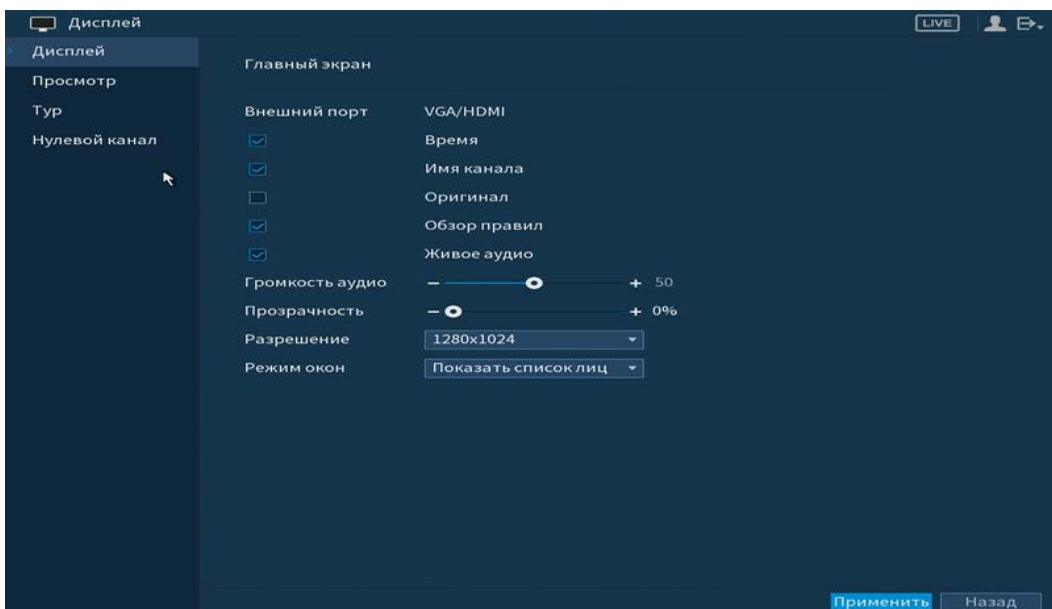 Дисплей
LIVE
Дисплей
Просмотр
Тур
Нулевой канал
Главный экран
Внешний порт VGA/HDMI
Время
Имя канала
Оригинал
Обзор правил
Живое аудио
Громкость аудио − + 50
Прозрачность − + 0%
Разрешение 1280x1024
Режим окон Показать список лиц
Применить Назад